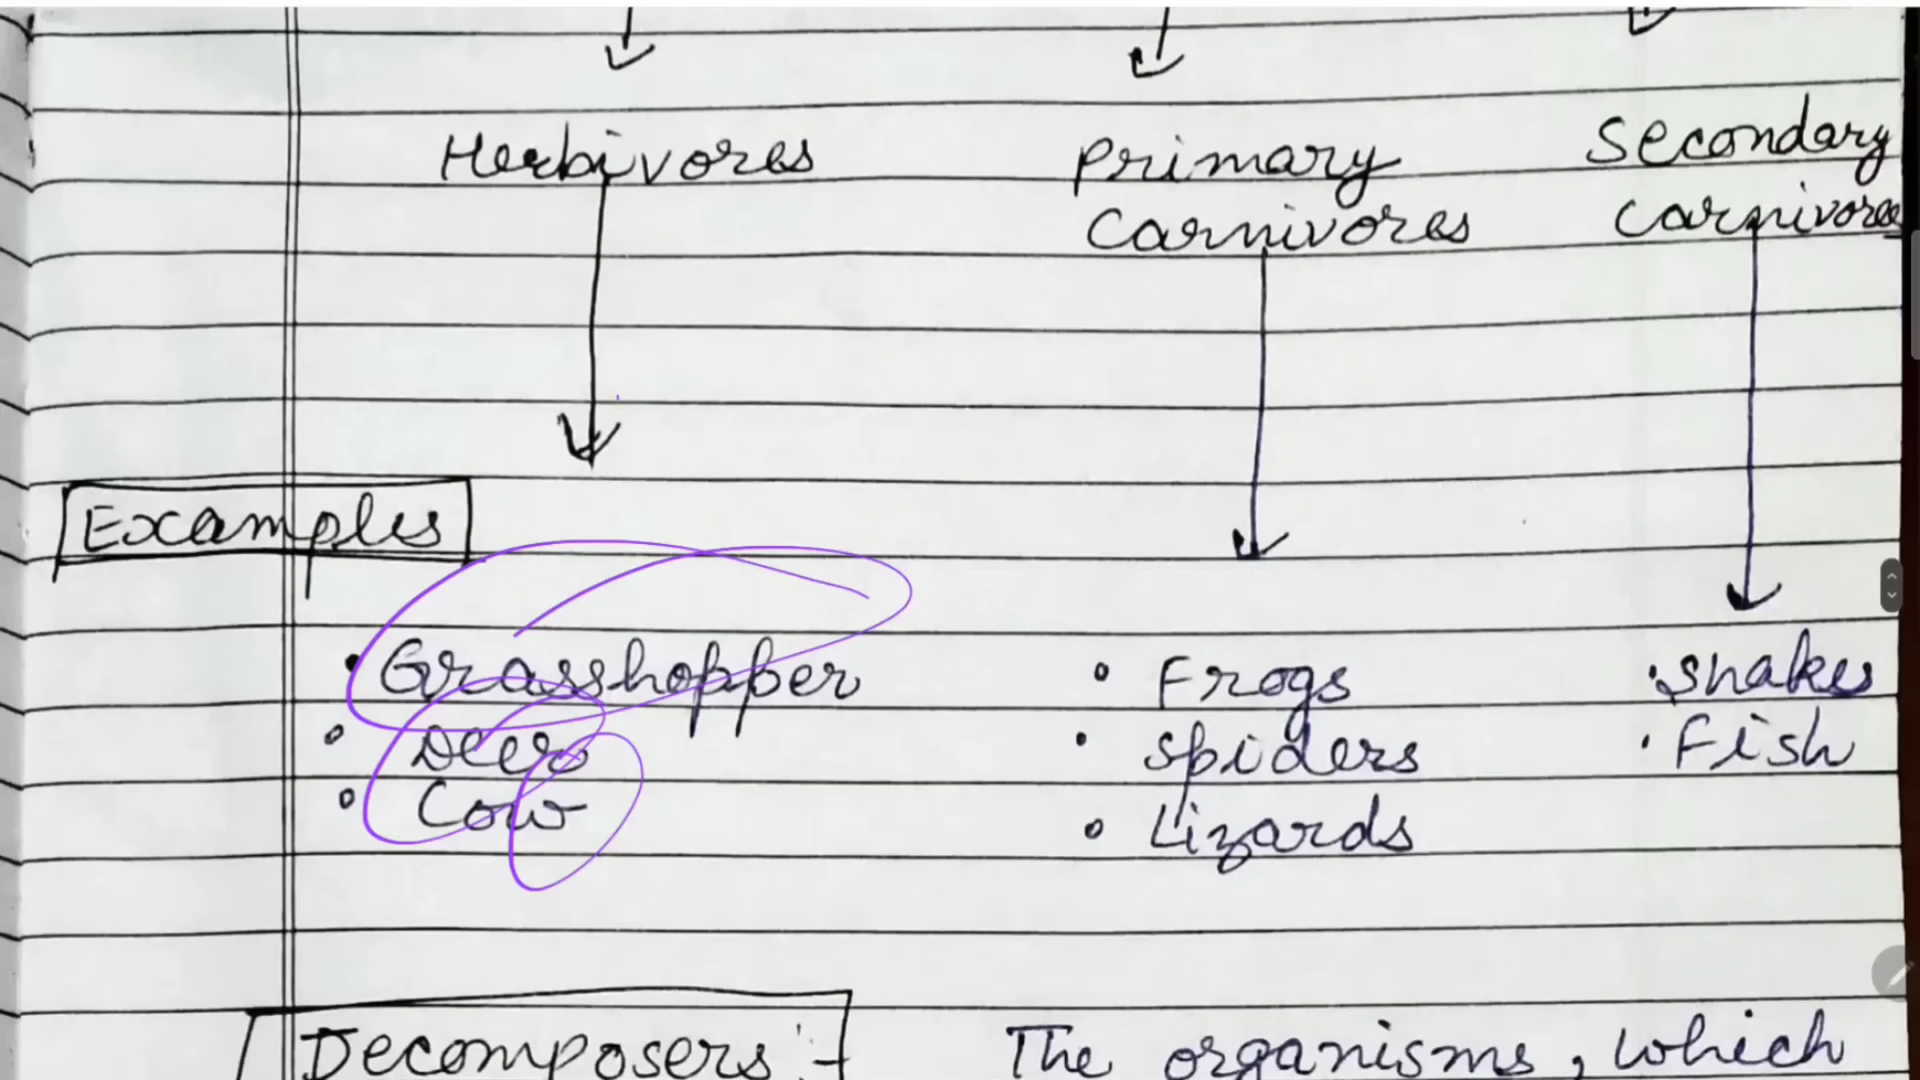 Herbivores Primary Secondary
Carnivores Carnivores
Examples
• Grasshopper • Frogs • Snakes
• Deer • Spiders • Fish
• Cow • Lizards
Decomposers :- The organisms, which